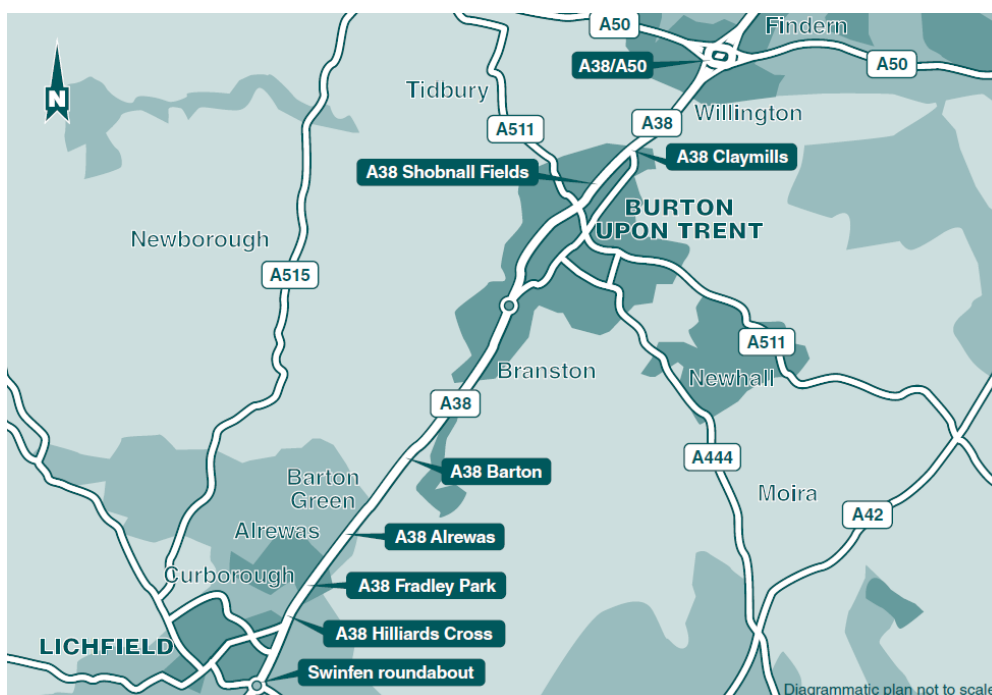 A50
Findern
A38/A50
A50
Tidbury
A511
A38
Willington
A38 Claymills
A38 Shobnall Fields
BURTON
UPON TRENT
Newborough
A515
A511
Branston
Newhall
A38
A444
A38 Barton
Barton
Green
Moira
A42
Alrewas
A38 Alrewas
Curborough
A38 Fradley Park
A38 Hilliards Cross
LICHFIELD
Swinfen roundabout
Diagrammatic plan not to scale
N